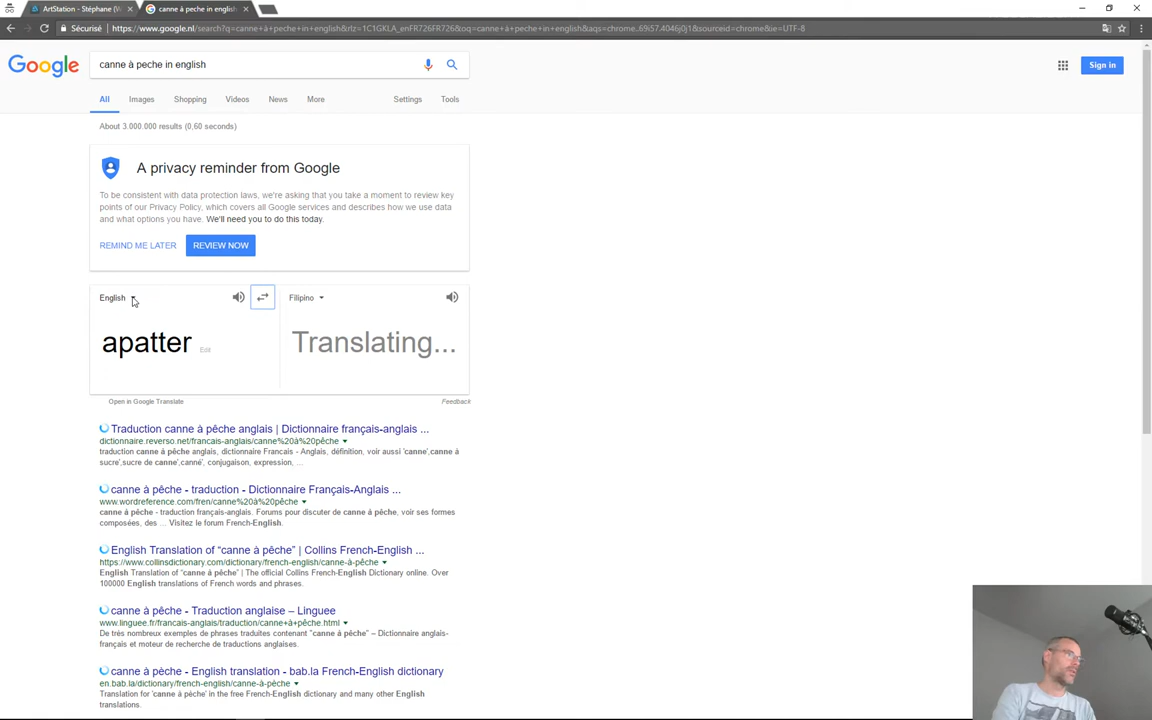 ArtStation - Stéphane (W
canne à peche in english
Sécurisé
https://www.google.nl/search?q=canne+à+peche+in+english&rlz=1C1GKLA_enFR726FR726&oq=canne+à+peche+in+english&aqs=chrome..69i57.4046j0j1&sourceid=chrome&ie=UTF-8
Google
canne à peche in english
Sign in
All Images Shopping Videos News More Settings Tools
About 3.000.000 results (0,60 seconds)
A privacy reminder from Google
To be consistent with data protection laws, we're asking that you take a moment to review key
points of our Privacy Policy, which covers all Google services and describes how we use data
and what options you have. We'll need you to do this today.
REMIND ME LATER REVIEW NOW
English Filipino
apatter Edit Translating...
Open in Google Translate Feedback
Traduction canne à pêche anglais | Dictionnaire français-anglais ...
dictionnaire.reverso.net/francais-anglais/canne%20à%20pêche
traduction canne à pêche anglais, dictionnaire Francais - Anglais, définition, voir aussi 'canne',canne à
sucre',sucre de canne',canné', conjugaison, expression, ...
canne à pêche - traduction - Dictionnaire Français-Anglais ...
www.wordreference.com/fren/canne%20à%20pêche
canne à pêche - traduction français-anglais. Forums pour discuter de canne à pêche, voir ses formes
composées, des ... Visitez le forum French-English.
English Translation of “canne à pêche” | Collins French-English ...
https://www.collinsdictionary.com/dictionary/french-english/canne-à-pêche
English Translation of “canne à pêche” | The official Collins French-English Dictionary online. Over
100000 English translations of French words and phrases.
canne à pêche - Traduction anglaise – Linguee
www.linguee.fr/francais-anglais/traduction/canne+à+pêche.html
De très nombreux exemples de phrases traduites contenant "canne à pêche" – Dictionnaire anglais-
français et moteur de recherche de traductions anglaises.
canne à pèche - English translation - bab.la French-English dictionary
en.bab.la/dictionary/french-english/canne-à-pèche
Translation for 'canne à pèche' in the free French-English dictionary and many other English
translations.